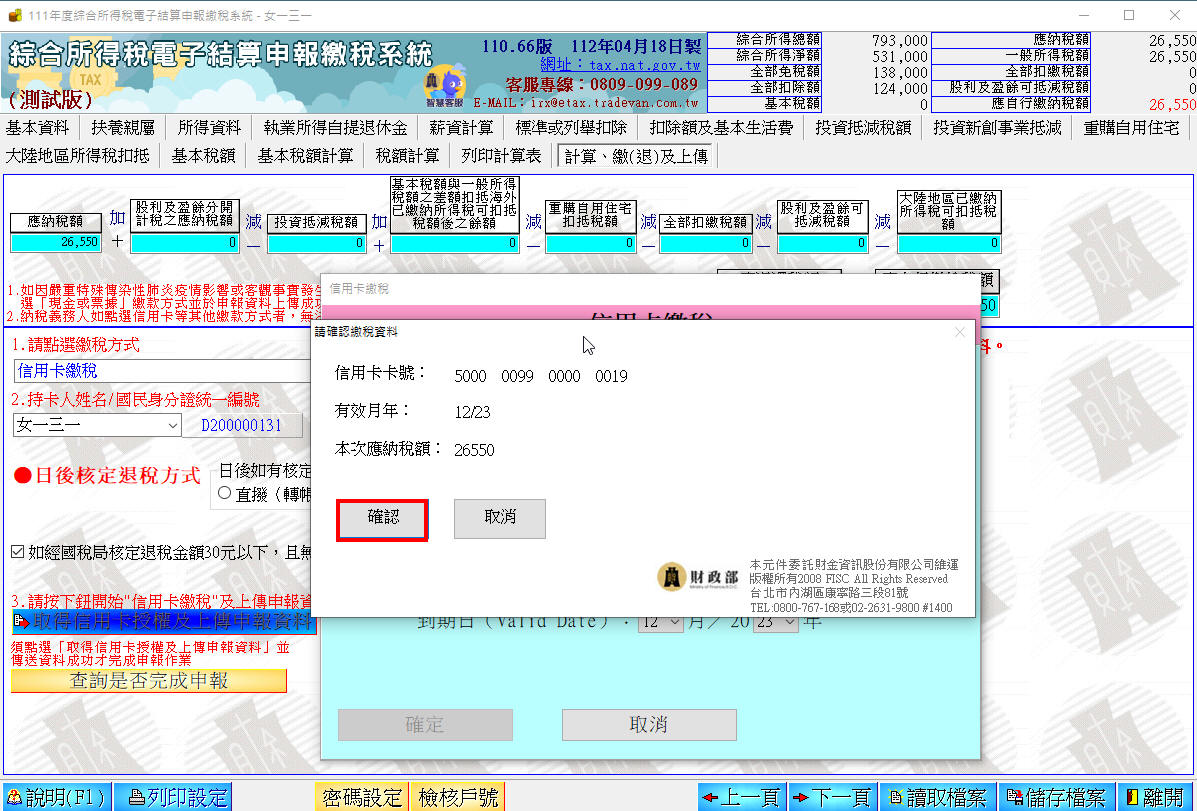 111年度綜合所得稅電子結算申報繳稅系統 - 女一三一
綜合所得稅電子結算申報繳稅系統
TAX
(測試版)
110.66版 112年04月18日製
網址：tax.nat.gov.tw
客服專線：0809-099-089
E-MAIL：irx@etax.tradevan.com.tw
智慧客服
綜合所得總額 793,000 應納稅額 26,550
綜合所得淨額 531,000 一般所得稅額 26,550
全部免稅額 138,000 全部扣繳稅額 0
全部扣除額 124,000 股利及盈餘可抵減稅額 0
基本稅額 0 應自行繳納稅額 26,550
基本資料 扶養親屬 所得資料 執業所得自提退休金 薪資計算 標準或列舉扣除 扣除額及基本生活費 投資抵減稅額 投資新創事業抵減 重購自用住宅
大陸地區所得稅扣抵 基本稅額 基本稅額計算 稅額計算 列印計算表 計算、繳(退)及上傳
應納稅額
26,550
加
＋
股利及盈餘分開
計稅之應納稅額
0
減
－
投資抵減稅額
0
加
＋
基本稅額與一般所得
稅額之差額扣抵海外
已繳納所得稅可扣抵
稅額後之餘額
0
減
－
重購自用住宅
扣抵稅額
0
減
－
全部扣繳稅額
0
減
－
股利及盈餘可
抵減稅額
0
減
－
大陸地區已繳納
所得稅可扣抵稅
額
0
額
50
1.如因嚴重特殊傳染性肺炎疫情影響或客觀事實發生
選「現金或票據」繳款方式並於申報資料上傳成功
2.納稅義務人如點選信用卡等其他繳款方式者，無法
料。
1.請點選繳稅方式
信用卡繳稅
2.持卡人姓名/國民身分證統一編號
女一三一 D200000131
●日後核定退稅方式
日後如有核定
直撥（轉帳
如經國稅局核定退稅金額30元以下，且無
3.請按下鈕開始"信用卡繳稅"及上傳申報資
取得信用卡授權及上傳申報資料
須點選「取得信用卡授權及上傳申報資料」並
傳送資料成功才完成申報作業
查詢是否完成申報
信用卡繳稅
信用卡繳稅
請確認繳稅資料
信用卡卡號： 5000 0099 0000 0019
有效月年： 12/23
本次應納稅額： 26550
確認 取消
財政部
本元件委託財金資訊股份有限公司維運
版權所有2008 FISC All Rights Reserved
台北市內湖區康寧路三段81號
TEL:0800-767-168或02-2631-9800 #1400
到期日（Valid Date）：12 月／ 20 23 年
確定 取消
說明(F1) 列印設定 密碼設定 檢核戶號 上一頁 下一頁 讀取檔案 儲存檔案 離開